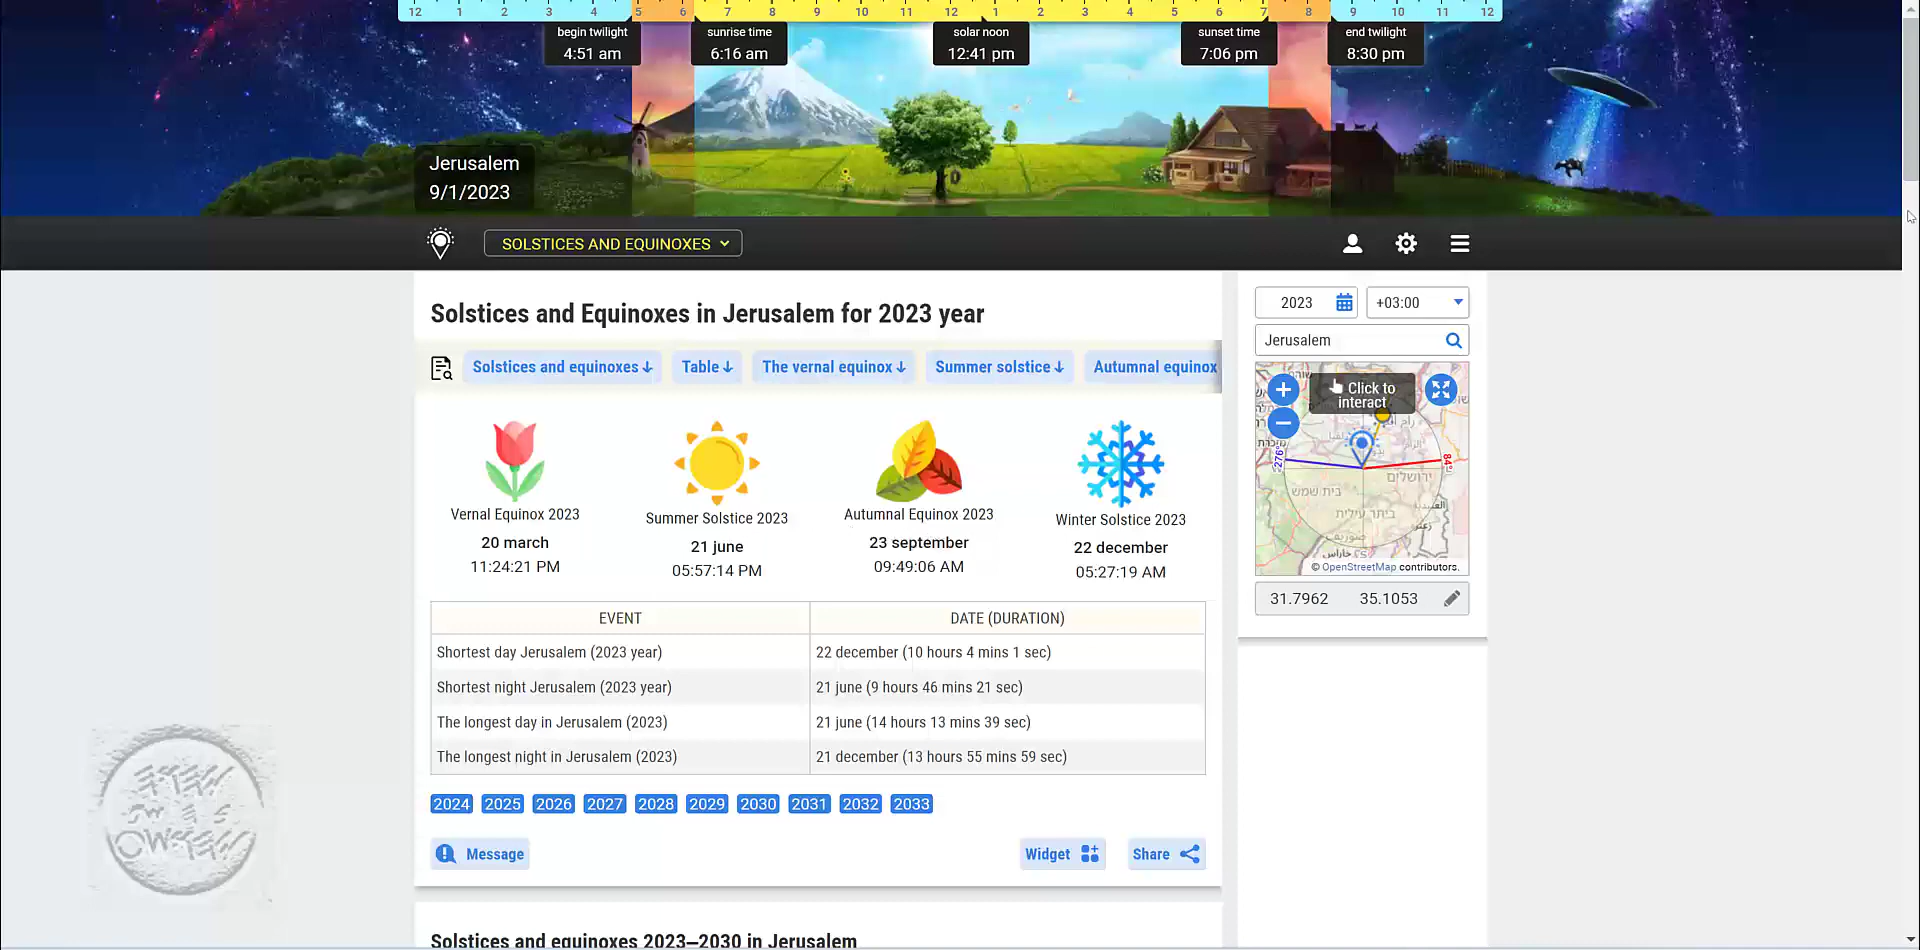 12 1 2 3 4 5 6 7 8 9 10 11 12 1 2 3 4 5 6 7 8 9 10 11 12
begin twilight
4:51 am
sunrise time
6:16 am
solar noon
12:41 pm
sunset time
7:06 pm
end twilight
8:30 pm
Jerusalem
9/1/2023
SOLSTICES AND EQUINOXES
Solstices and Equinoxes in Jerusalem for 2023 year
Solstices and equinoxes↓ Table↓ The vernal equinox↓ Summer solstice↓ Autumnal equinox
Vernal Equinox 2023
20 march
11:24:21 PM
Summer Solstice 2023
21 june
05:57:14 PM
Autumnal Equinox 2023
23 september
09:49:06 AM
Winter Solstice 2023
22 december
05:27:19 AM
EVENT DATE (DURATION)
Shortest day Jerusalem (2023 year) 22 december (10 hours 4 mins 1 sec)
Shortest night Jerusalem (2023 year) 21 june (9 hours 46 mins 21 sec)
The longest day in Jerusalem (2023) 21 june (14 hours 13 mins 39 sec)
The longest night in Jerusalem (2023) 21 december (13 hours 55 mins 59 sec)
2024 2025 2026 2027 2028 2029 2030 2031 2032 2033
Message Widget Share
Solstices and equinoxes 2023–2030 in Jerusalem
2023 +03:00
Jerusalem
+ Click to
interact
−
276° 84°
ירושלים
בית שמש
ביתר עילית
صوريف
خاراس
© OpenStreetMap contributors.
31.7962 35.1053